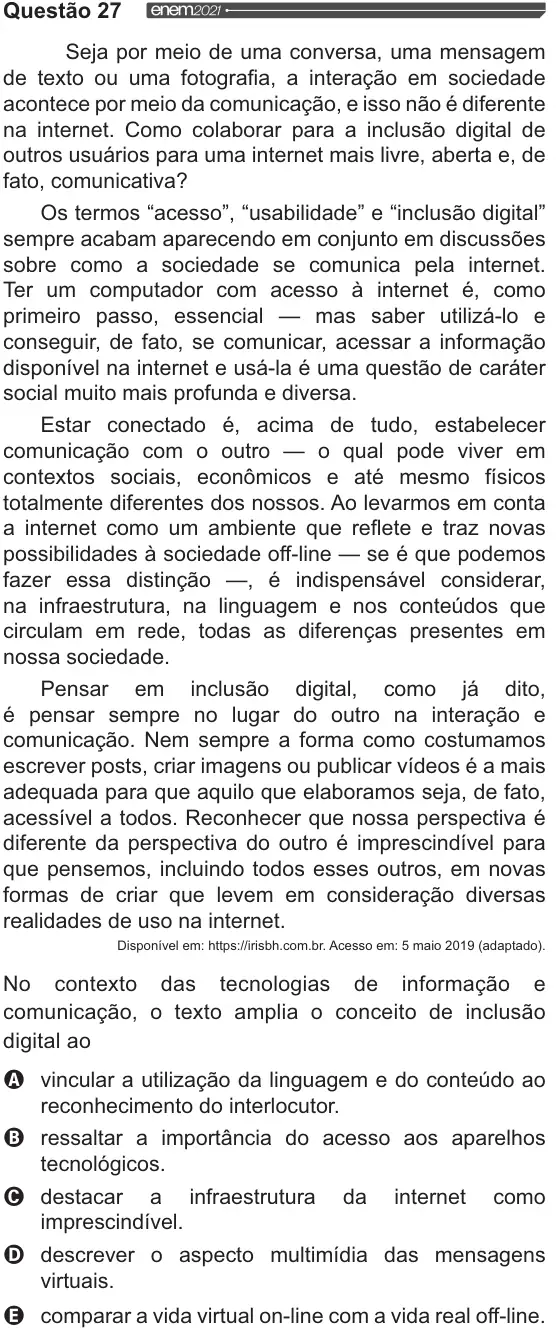 Questão 27 enem2021
Seja por meio de uma conversa, uma mensagem
de texto ou uma fotografia, a interação em sociedade
acontece por meio da comunicação, e isso não é diferente
na internet. Como colaborar para a inclusão digital de
outros usuários para uma internet mais livre, aberta e, de
fato, comunicativa?
Os termos “acesso”, “usabilidade” e “inclusão digital”
sempre acabam aparecendo em conjunto em discussões
sobre como a sociedade se comunica pela internet.
Ter um computador com acesso à internet é, como
primeiro passo, essencial — mas saber utilizá-lo e
conseguir, de fato, se comunicar, acessar a informação
disponível na internet e usá-la é uma questão de caráter
social muito mais profunda e diversa.
Estar conectado é, acima de tudo, estabelecer
comunicação com o outro — o qual pode viver em
contextos sociais, econômicos e até mesmo físicos
totalmente diferentes dos nossos. Ao levarmos em conta
a internet como um ambiente que reflete e traz novas
possibilidades à sociedade off-line — se é que podemos
fazer essa distinção —, é indispensável considerar,
na infraestrutura, na linguagem e nos conteúdos que
circulam em rede, todas as diferenças presentes em
nossa sociedade.
Pensar em inclusão digital, como já dito,
é pensar sempre no lugar do outro na interação e
comunicação. Nem sempre a forma como costumamos
escrever posts, criar imagens ou publicar vídeos é a mais
adequada para que aquilo que elaboramos seja, de fato,
acessível a todos. Reconhecer que nossa perspectiva é
diferente da perspectiva do outro é imprescindível para
que pensemos, incluindo todos esses outros, em novas
formas de criar que levem em consideração diversas
realidades de uso na internet.
Disponível em: https://irisbh.com.br. Acesso em: 5 maio 2019 (adaptado).
No contexto das tecnologias de informação e
comunicação, o texto amplia o conceito de inclusão
digital ao
A vincular a utilização da linguagem e do conteúdo ao
reconhecimento do interlocutor.
B ressaltar a importância do acesso aos aparelhos
tecnológicos.
C destacar a infraestrutura da internet como
imprescindível.
D descrever o aspecto multimídia das mensagens
virtuais.
E comparar a vida virtual on-line com a vida real off-line.